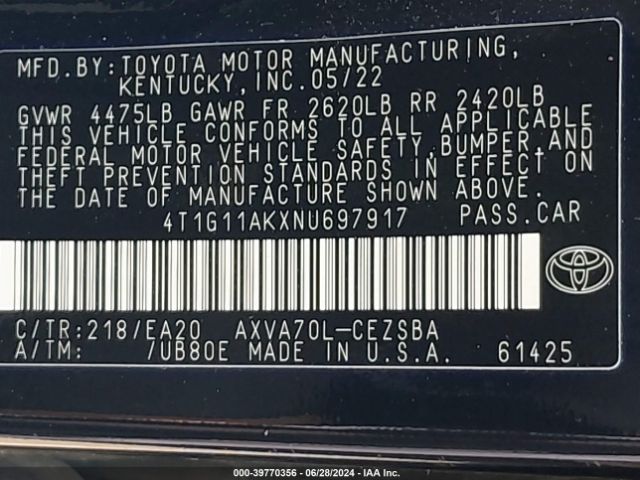 MFD.BY:TOYOTA MOTOR MANUFACTURING,
KENTUCKY,INC.05/22
GVWR 4475LB GAWR FR 2620LB RR 2420LB
THIS VEHICLE CONFORMS TO ALL APPLICABLE
FEDERAL MOTOR VEHICLE SAFETY,BUMPER,AND
THEFT PREVENTION STANDARDS IN EFFECT ON
THE DATE OF MANUFACTURE SHOWN ABOVE.
4T1G11AKXNU697917 PASS.CAR
C/TR:218/EA20 AXVA70L-CEZSBA
A/TM: /UB80E MADE IN U.S.A. 61425
000-39770356 | 06/28/2024 | IAA Inc.